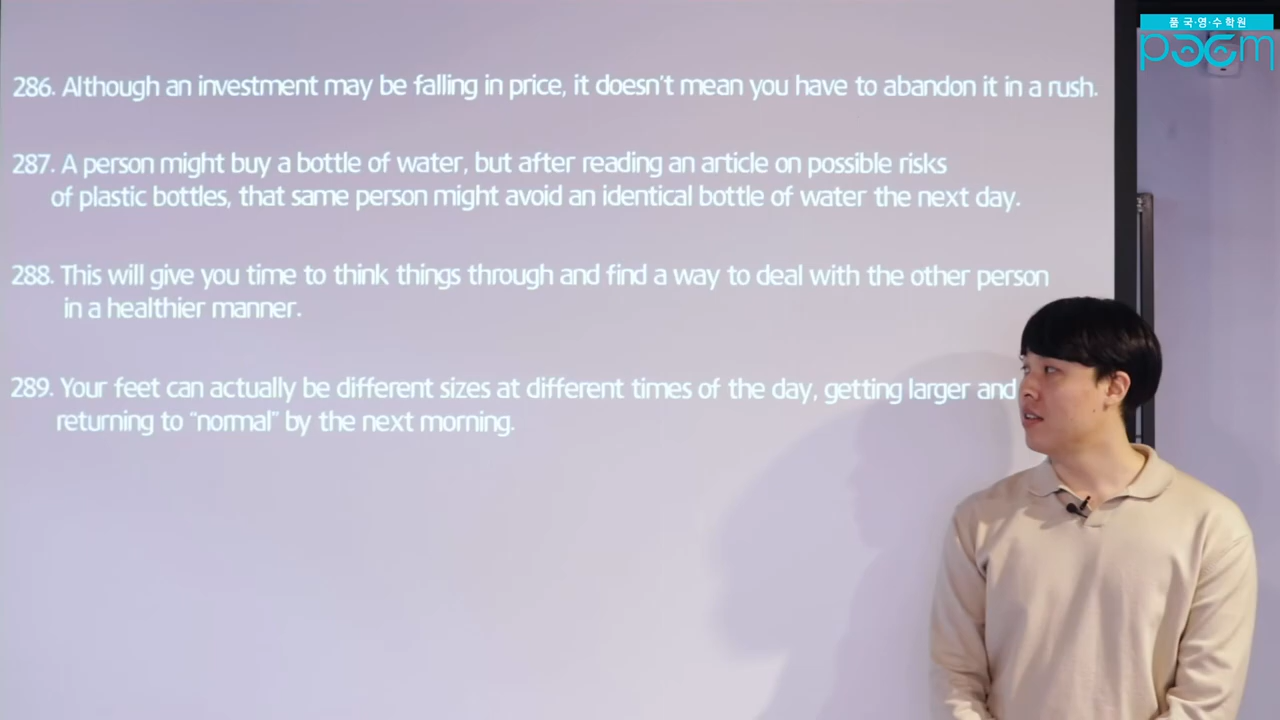 품 국·영·수 학원
poem
286. Although an investment may be falling in price, it doesn't mean you have to abandon it in a rush.
287. A person might buy a bottle of water, but after reading an article on possible risks
of plastic bottles, that same person might avoid an identical bottle of water the next day.
288. This will give you time to think things through and find a way to deal with the other person
in a healthier manner.
289. Your feet can actually be different sizes at different times of the day, getting larger and
returning to "normal" by the next morning.